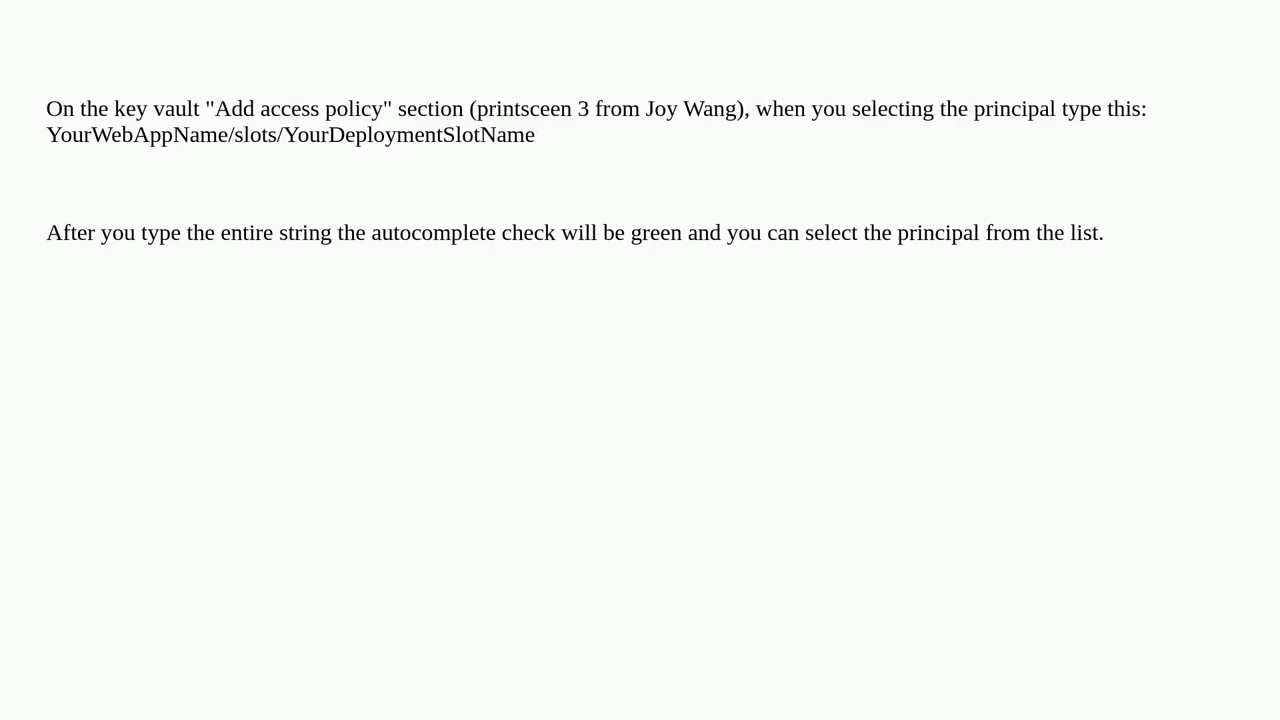 On the key vault "Add access policy" section (printsceen 3 from Joy Wang), when you selecting the principal type this:
YourWebAppName/slots/YourDeploymentSlotName
After you type the entire string the autocomplete check will be green and you can select the principal from the list.